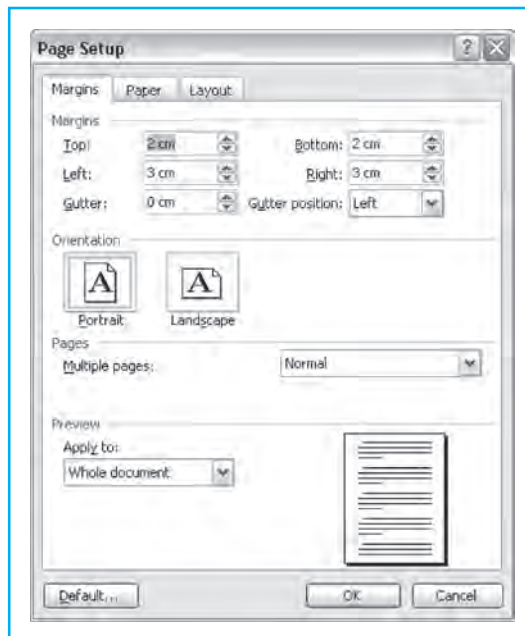 Page Setup
Margins Paper Layout
Margins
Top: 2 cm Bottom: 2 cm
Left: 3 cm Right: 3 cm
Gutter: 0 cm Gutter position: Left
Orientation
A A
Portrait Landscape
Pages
Multiple pages: Normal
Preview
Apply to:
Whole document
Default... OK Cancel